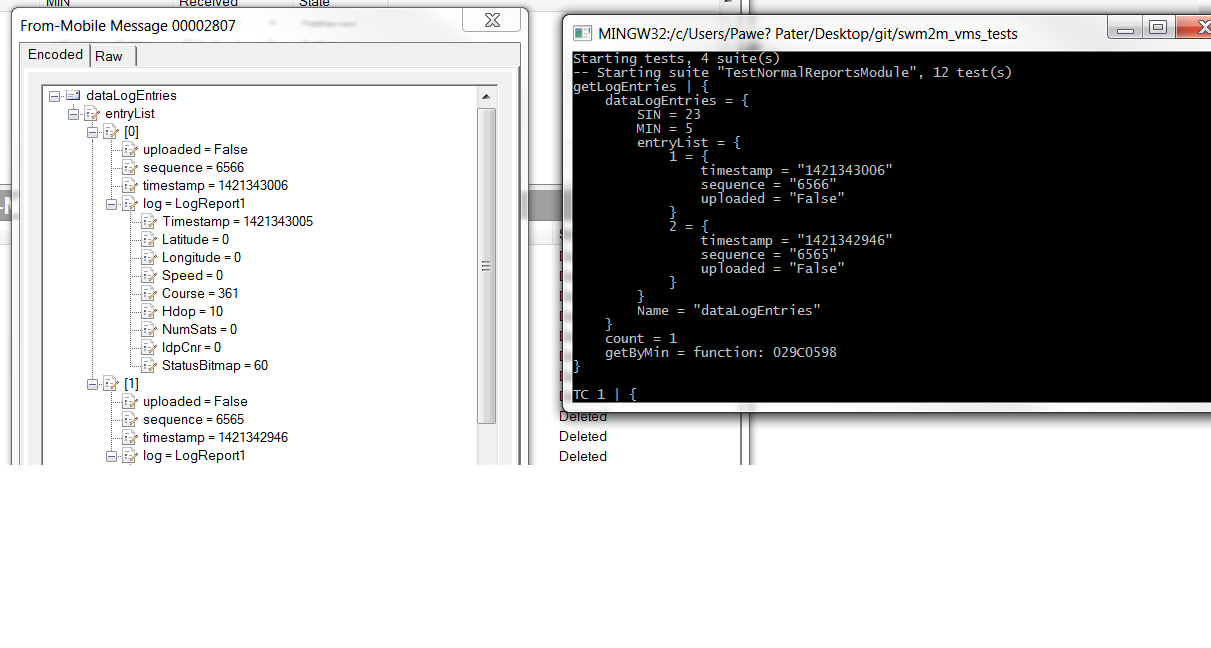 MIN Received State
From-Mobile Message 00002807
Encoded Raw
dataLogEntries
entryList
[0]
uploaded = False
sequence = 6566
timestamp = 1421343006
log = LogReport1
Timestamp = 1421343005
Latitude = 0
Longitude = 0
Speed = 0
Course = 361
Hdop = 10
NumSats = 0
IdpCnr = 0
StatusBitmap = 60
[1]
uploaded = False
sequence = 6565
timestamp = 1421342946
log = LogReport1
MINGW32:/c/Users/Pawe? Pater/Desktop/git/swm2m_vms_tests
Starting tests, 4 suite(s)
-- Starting suite "TestNormalReportsModule", 12 test(s)
getLogEntries | {
dataLogEntries = {
SIN = 23
MIN = 5
entryList = {
1 = {
timestamp = "1421343006"
sequence = "6566"
uploaded = "False"
}
2 = {
timestamp = "1421342946"
sequence = "6565"
uploaded = "False"
}
}
Name = "dataLogEntries"
}
count = 1
getByMin = function: 029C0598
}
TC 1 | {
Deleted
Deleted
Deleted